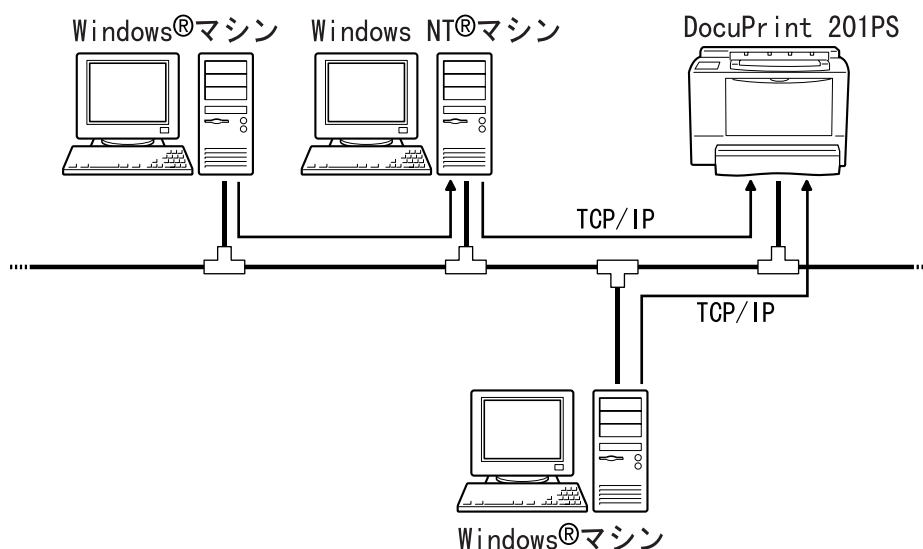 Windows®マシン
Windows NT®マシン
DocuPrint 201PS
TCP/IP
TCP/IP
Windows®マシン